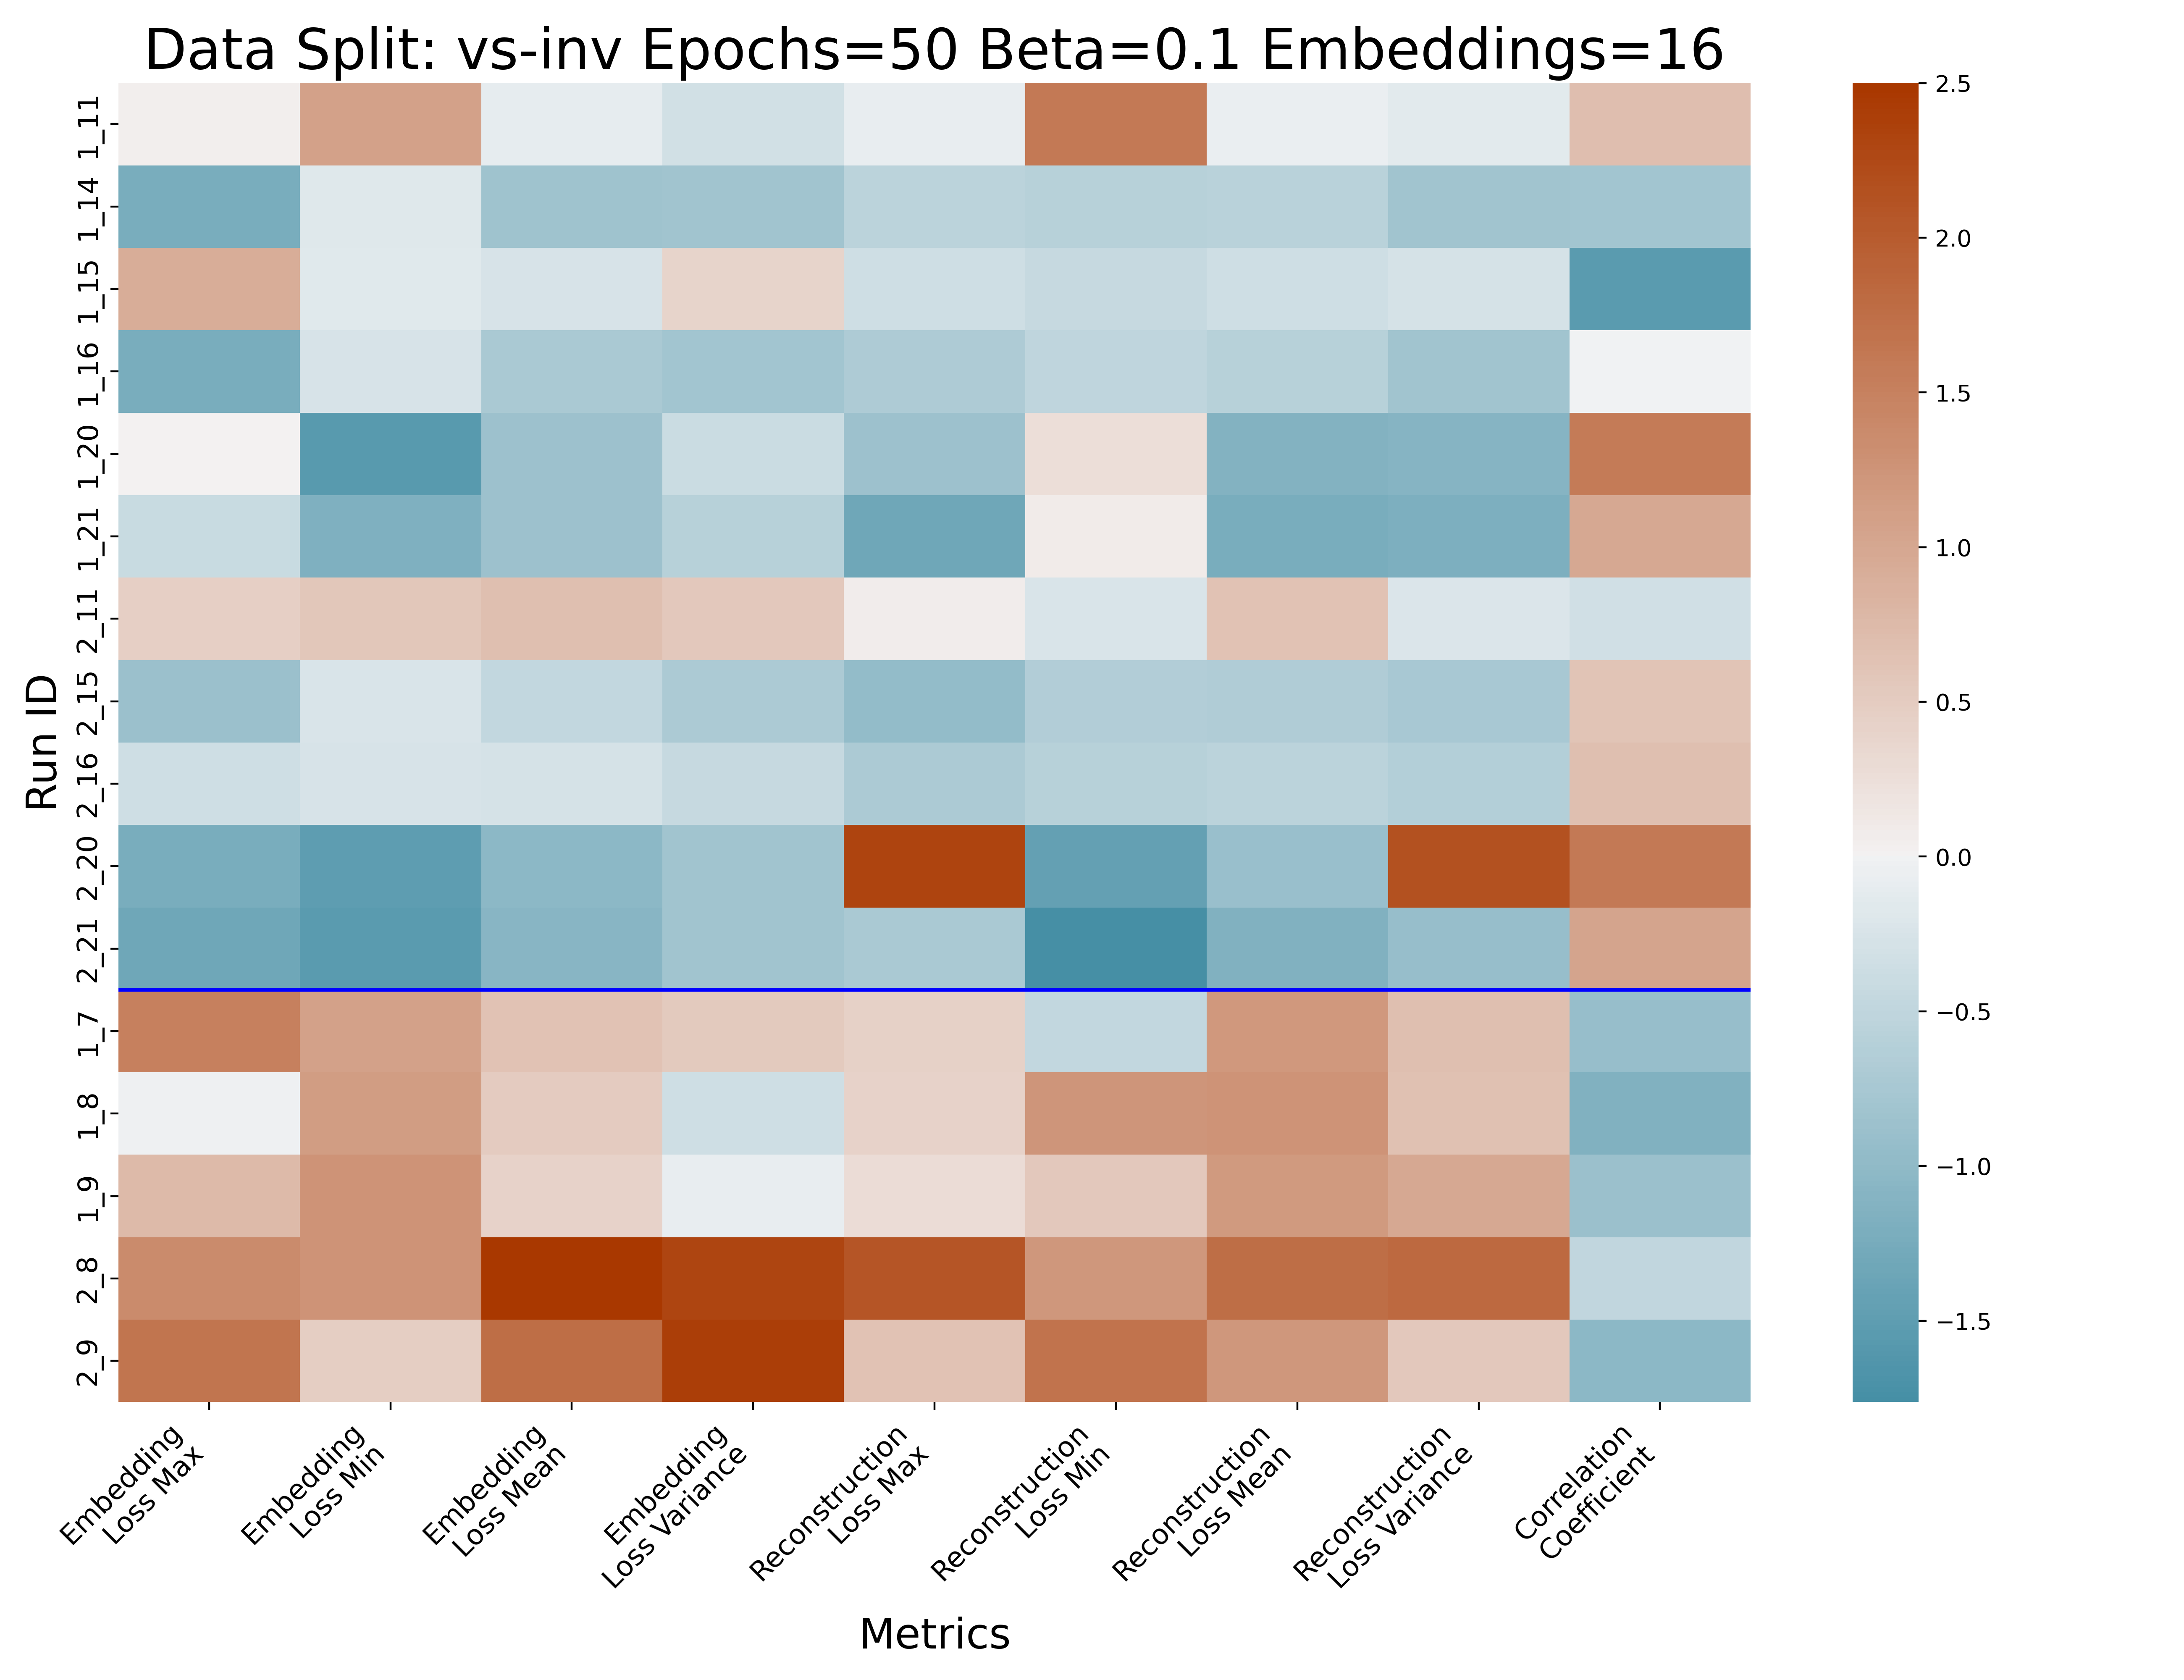 Data Split: vs-inv Epochs=50 Beta=0.1 Embeddings=16
Run ID
1_11
1_14
1_15
1_16
1_20
1_21
2_11
2_15
2_16
2_20
2_21
1_7
1_8
1_9
2_8
2_9
Embedding
Loss Max
Embedding
Loss Min
Embedding
Loss Mean
Embedding
Loss Variance
Reconstruction
Loss Max
Reconstruction
Loss Min
Reconstruction
Loss Mean
Reconstruction
Loss Variance
Correlation
Coefficient
Metrics
2.5
2.0
1.5
1.0
0.5
0.0
−0.5
−1.0
−1.5